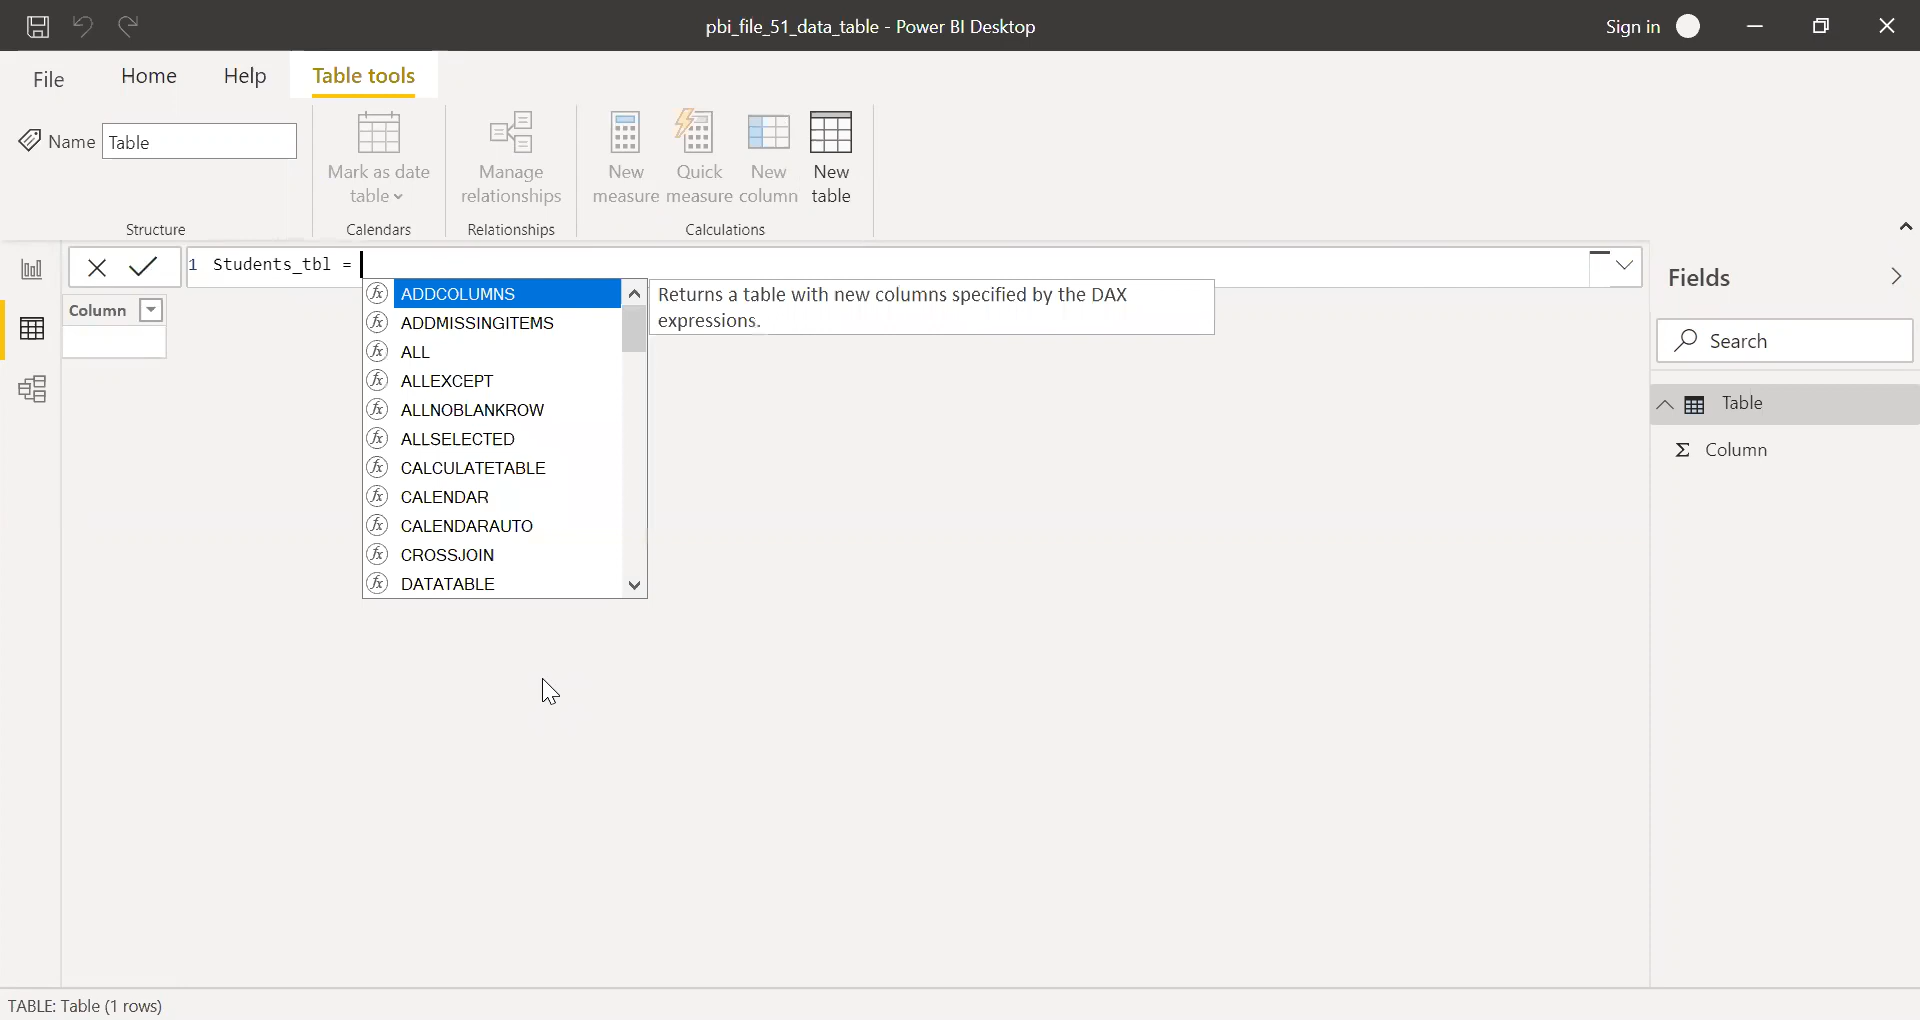 pbi_file_51_data_table - Power BI Desktop
Sign in
File
Home
Help
Table tools
Name
Table
Mark as date
table
Manage
relationships
New
measure
Quick
measure
New
column
New
table
Structure
Calendars
Relationships
Calculations
1 Students_tbl =
Column
ADDCOLUMNS
ADDMISSINGITEMS
ALL
ALLEXCEPT
ALLNOBLANKROW
ALLSELECTED
CALCULATETABLE
CALENDAR
CALENDARAUTO
CROSSJOIN
DATATABLE
Returns a table with new columns specified by the DAX
expressions.
Fields
Search
Table
Column
TABLE: Table (1 rows)